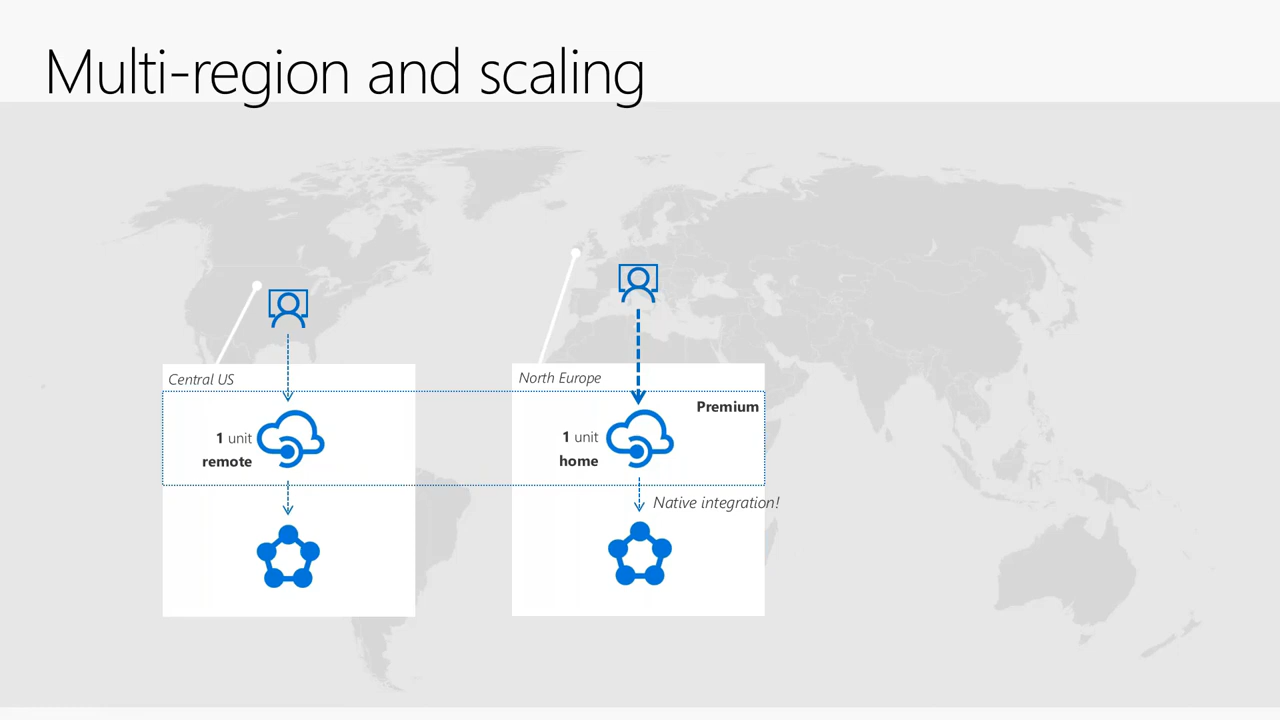 Multi-region and scaling
Central US
1 unit
remote
North Europe
Premium
1 unit
home
Native integration!